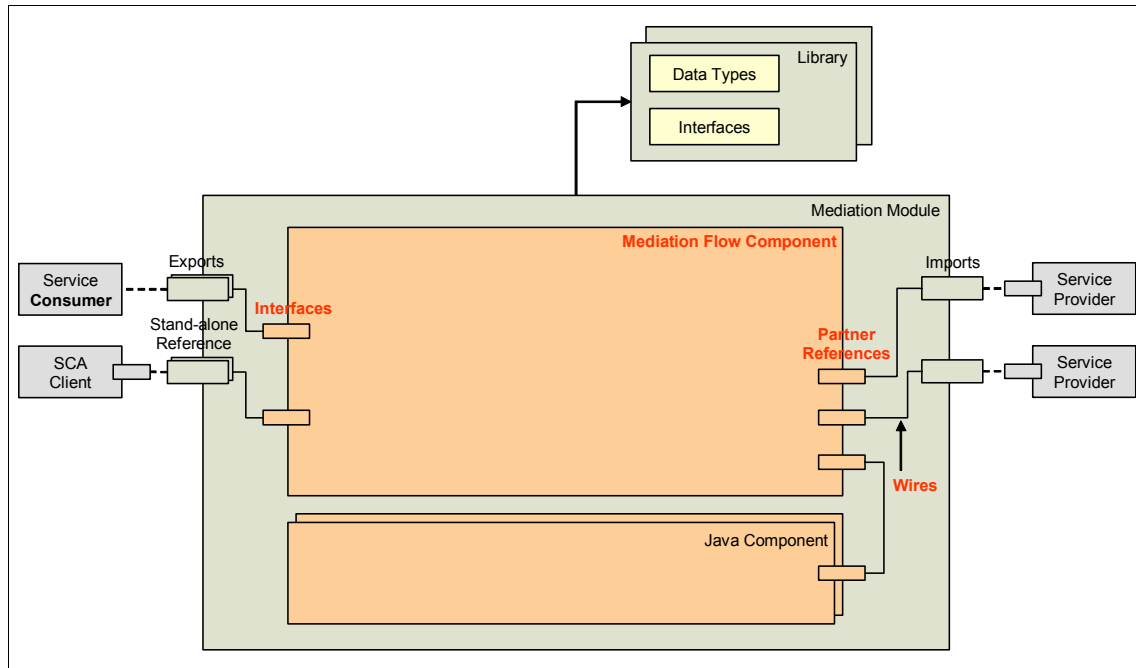 Library
Data Types
Interfaces
Mediation Module
Mediation Flow Component
Exports
Imports
Service
Consumer
Interfaces
Service
Provider
Stand-alone
Reference
Partner
References
SCA
Client
Service
Provider
Wires
Java Component